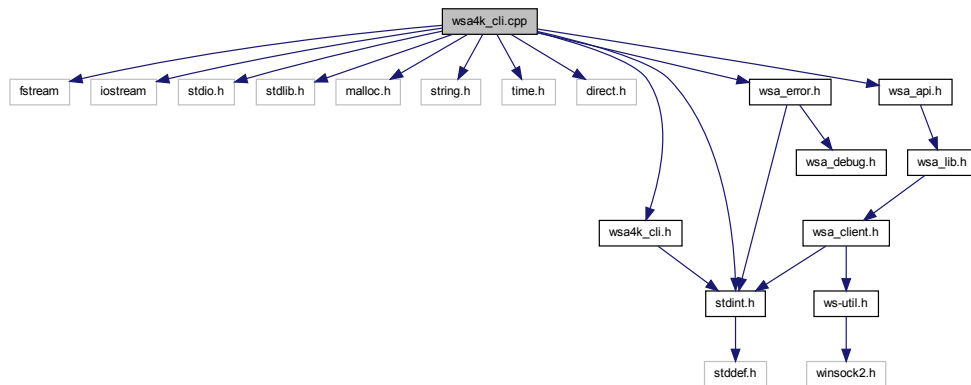 wsa4k_cli.cpp
fstream
iostream
stdio.h
stdlib.h
malloc.h
string.h
time.h
direct.h
wsa_error.h
wsa_api.h
wsa_debug.h
wsa_lib.h
wsa4k_cli.h
wsa_client.h
stdint.h
ws-util.h
stddef.h
winsock2.h